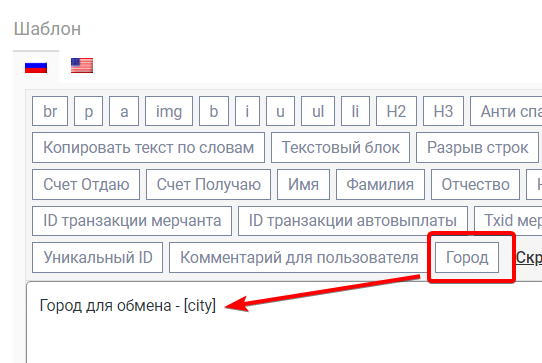 Шаблон
br p a img b i u ul li H2 H3 Анти спа
Копировать текст по словам Текстовый блок Разрыв строк
Счет Отдаю Счет Получаю Имя Фамилия Отчество
ID транзакции мерчанта ID транзакции автовыплаты Txid мер
Уникальный ID Комментарий для пользователя Город Скр
Город для обмена - [city]